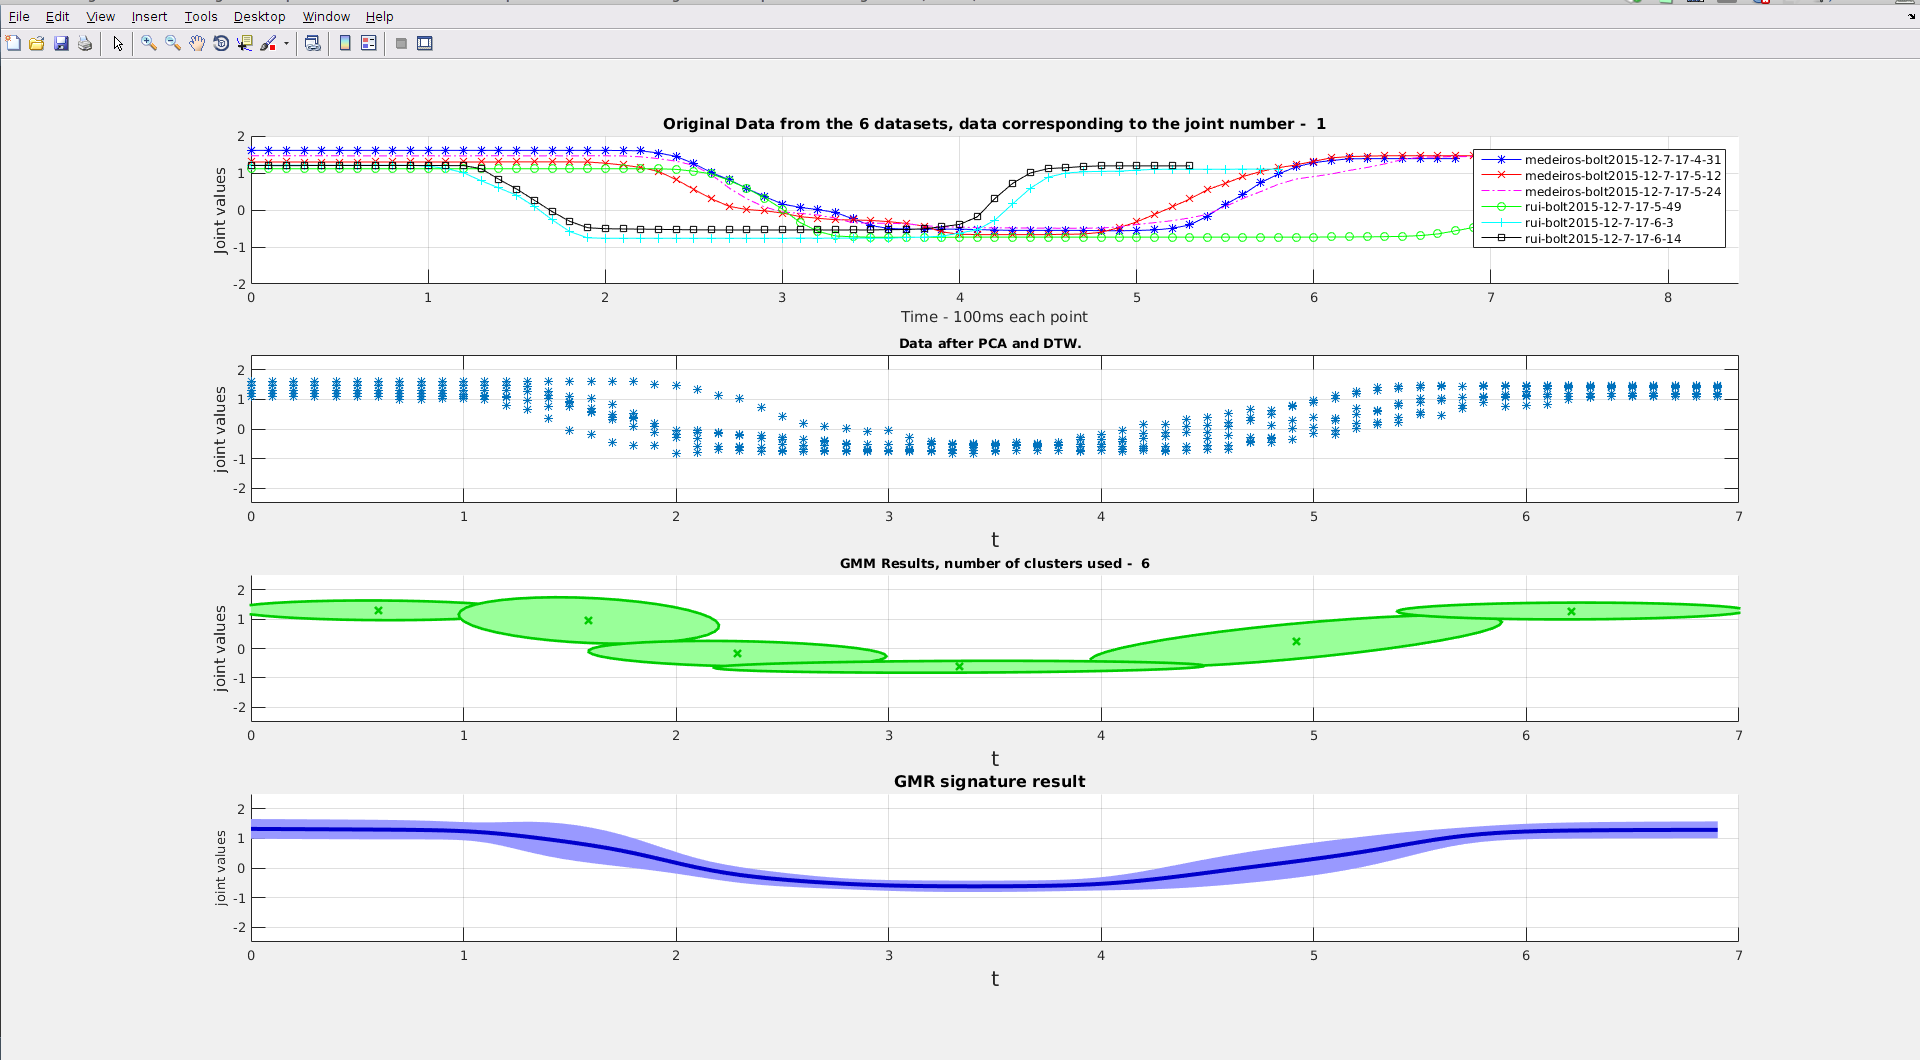 File Edit View Insert Tools Desktop Window Help
Original Data from the 6 datasets, data corresponding to the joint number - 1
Joint values
2
1
0
-1
-2
medeiros-bolt2015-12-7-17-4-31
medeiros-bolt2015-12-7-17-5-12
medeiros-bolt2015-12-7-17-5-24
rui-bolt2015-12-7-17-5-49
rui-bolt2015-12-7-17-6-3
rui-bolt2015-12-7-17-6-14
0 1 2 3 4 5 6 7 8
Time - 100ms each point
Data after PCA and DTW.
joint values
2
1
0
-1
-2
0 1 2 3 4 5 6 7
t
GMM Results, number of clusters used - 6
joint values
2
1
0
-1
-2
0 1 2 3 4 5 6 7
t
GMR signature result
joint values
2
1
0
-1
-2
0 1 2 3 4 5 6 7
t